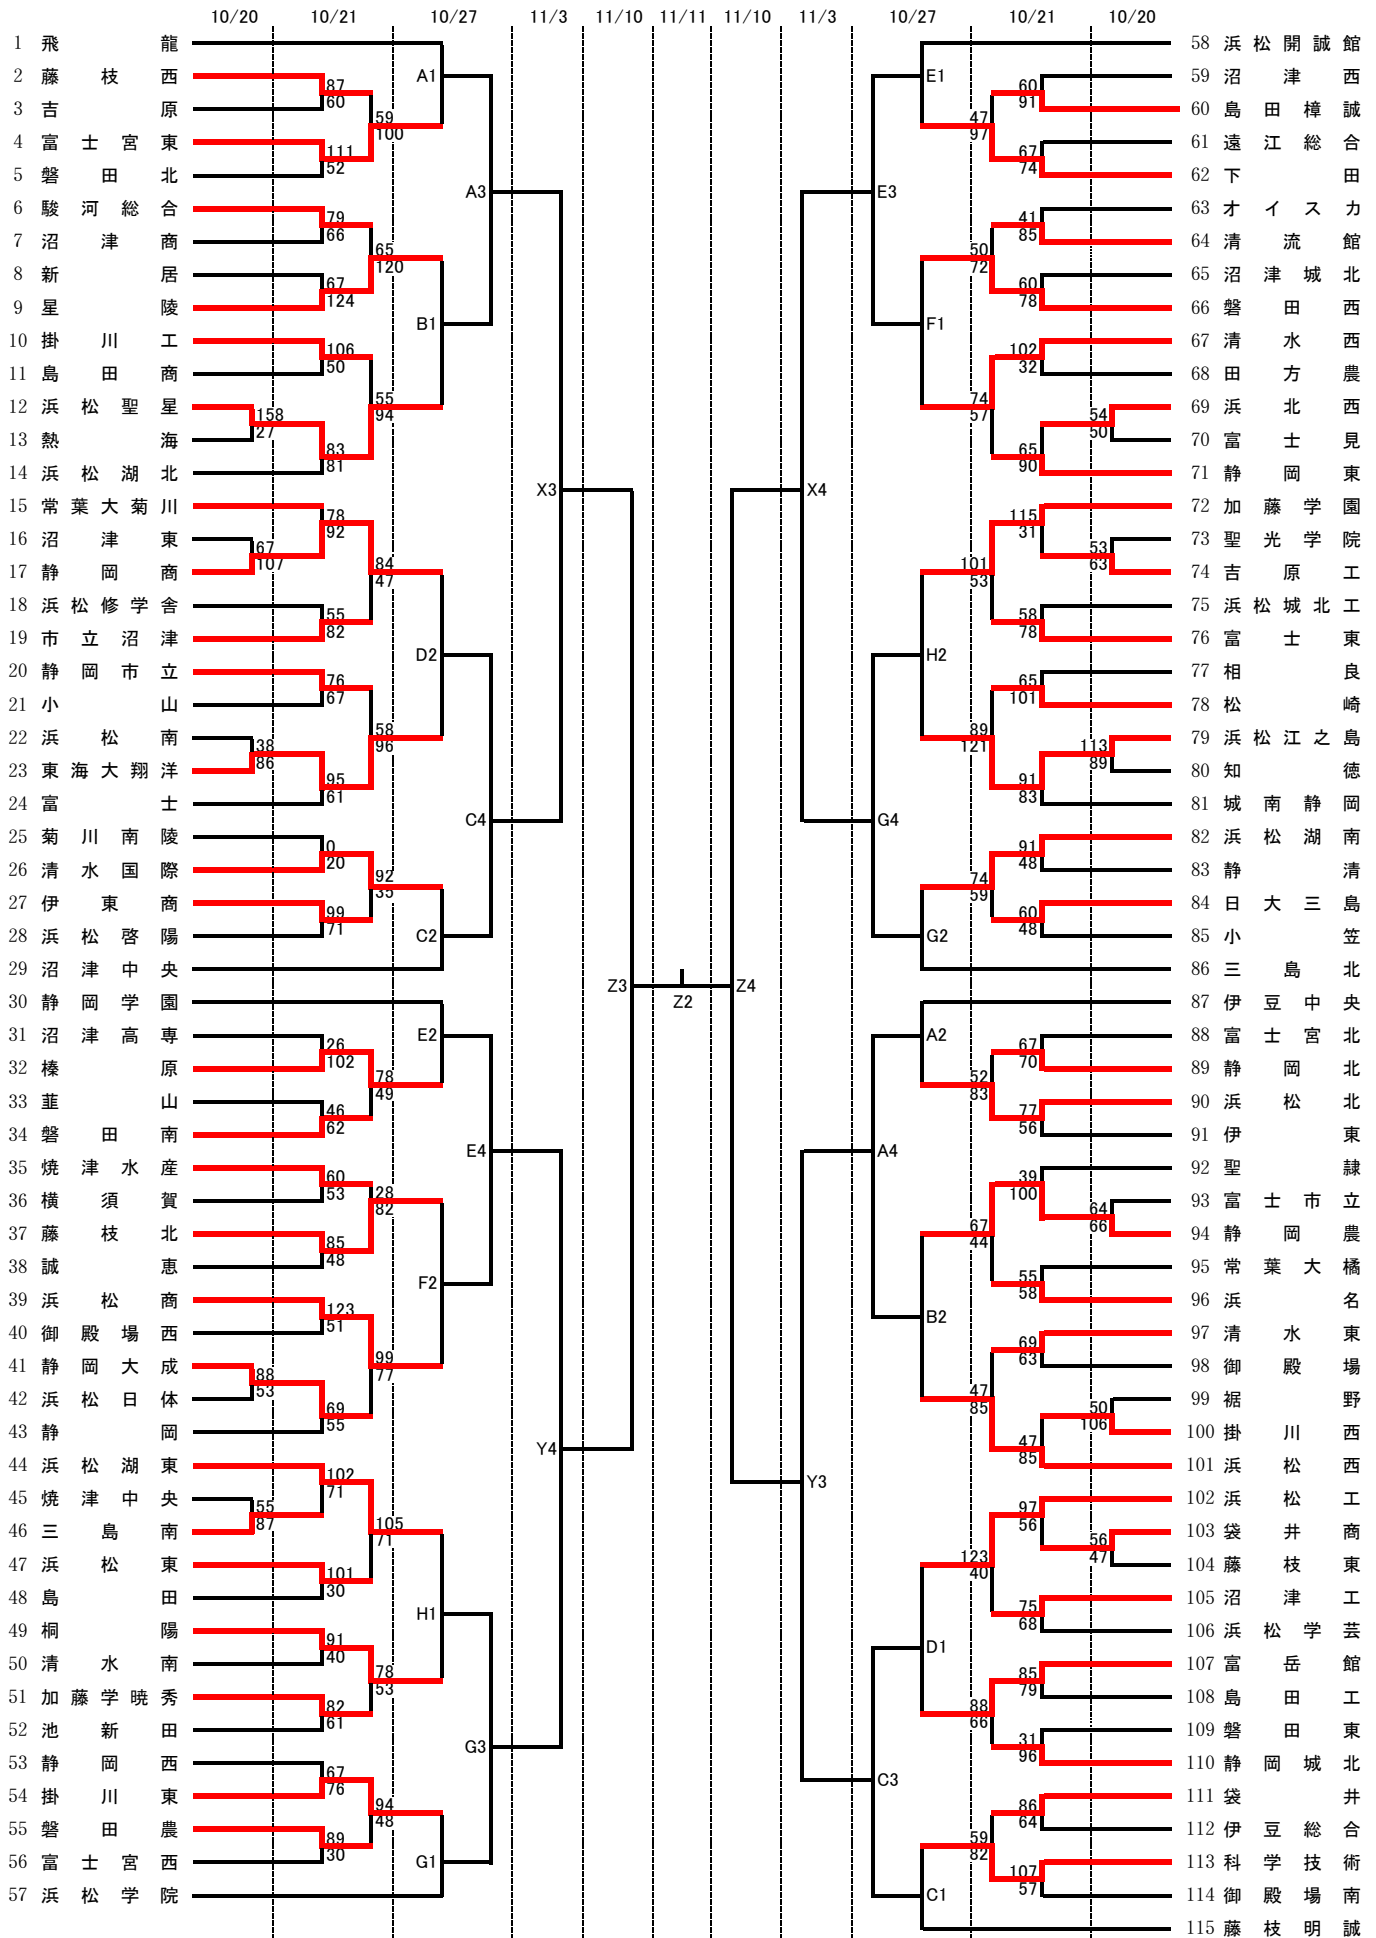 10/20 10/21 10/27 11/3 11/10 11/11 11/10 11/3 10/27 10/21 10/20
1 飛龍
2 藤枝西
3 吉原
4 富士宮東
5 磐田北
6 駿河総合
7 沼津商
8 新居
9 星陵
10 掛川工
11 島田商
12 浜松聖星
13 熱海
14 浜松湖北
15 常葉大菊川
16 沼津東
17 静岡商
18 浜松修学舎
19 市立沼津
20 静岡市立
21 小山
22 浜松南
23 東海大翔洋
24 富士
25 菊川南陵
26 清水国際
27 伊東商
28 浜松啓陽
29 沼津中央
30 静岡学園
31 沼津高専
32 榛原
33 韮山
34 磐田南
35 焼津水産
36 横須賀
37 藤枝北
38 誠恵
39 浜松商
40 御殿場西
41 静岡大成
42 浜松日体
43 静岡
44 浜松湖東
45 焼津中央
46 三島南
47 浜松東
48 島田
49 桐陽
50 清水南
51 加藤学暁秀
52 池新田
53 静岡西
54 掛川東
55 磐田農
56 富士宮西
57 浜松学院
158
27
67
107
38
86
88
53
55
87
87
60
111
52
79
66
67
124
106
50
83
81
78
92
55
82
76
67
95
61
0
20
99
71
26
102
46
62
60
53
85
48
123
51
69
55
102
71
101
30
91
40
82
61
67
76
89
30
59
100
65
120
55
94
84
47
58
96
92
35
78
49
28
82
99
77
105
71
78
53
94
48
A1
B1
D2
C2
E2
F2
H1
G1
A3
C4
E4
G3
X3
Y4
Z3
Z2
Z4
X4
Y3
E3
G4
A4
C3
E1
F1
H2
G2
A2
B2
D1
C1
47
97
50
72
74
57
101
53
89
121
74
59
52
83
67
44
47
85
123
40
88
66
59
82
60
91
67
74
41
85
60
78
102
32
65
90
115
31
58
78
65
101
91
83
91
48
60
48
67
70
77
56
39
100
55
58
69
63
47
85
97
56
75
68
85
79
31
96
86
64
107
57
54
50
53
63
113
89
64
66
50
106
56
47
58 浜松開誠館
59 沼津西
60 島田樟誠
61 遠江総合
62 下田
63 オイスカ
64 清流館
65 沼津城北
66 磐田西
67 清水西
68 田方農
69 浜北西
70 富士見
71 静岡東
72 加藤学園
73 聖光学院
74 吉原工
75 浜松城北工
76 富士東
77 相良
78 松崎
79 浜松江之島
80 知徳
81 城南静岡
82 浜松湖南
83 静清
84 日大三島
85 小笠
86 三島北
87 伊豆中央
88 富士宮北
89 静岡北
90 浜松北
91 伊東
92 聖隷
93 富士市立
94 静岡農
95 常葉大橘
96 浜名
97 清水東
98 御殿場
99 裾野
100 掛川西
101 浜松西
102 浜松工
103 袋井商
104 藤枝東
105 沼津工
106 浜松学芸
107 富岳館
108 島田工
109 磐田東
110 静岡城北
111 袋井
112 伊豆総合
113 科学技術
114 御殿場南
115 藤枝明誠